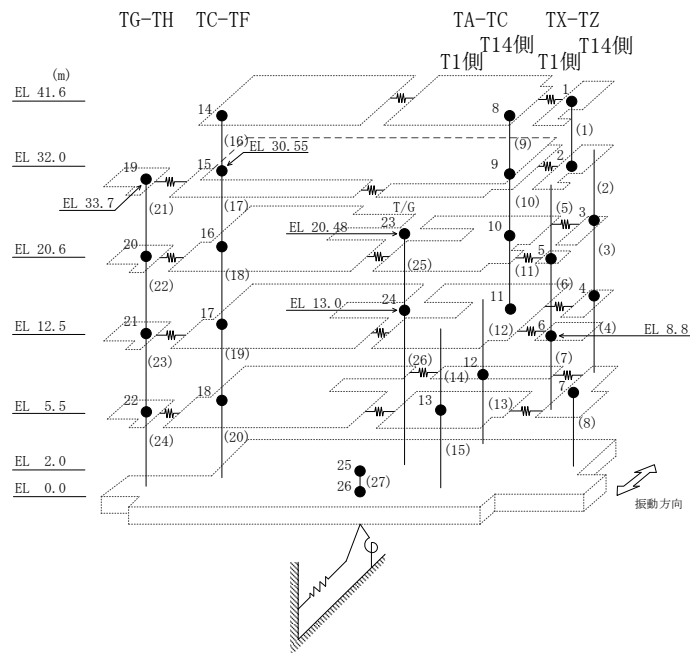 TG-TH TC-TF TA-TC TX-TZ
T14側 T14側
T1側 T1側
(m)
EL 41.6
14 8 1
(16) (9) (1)
EL 30.55
EL 32.0
19 15 9 2
EL 33.7
(21) (17) (10) (2)
T/G
EL 20.48 23 (5) 3
EL 20.6
20 16 10 5 (3)
(22) (18) (25) (11) (6)
EL 13.0 24 11 4
EL 12.5
21 17 6 (4) EL 8.8
(23) (19) (12) (7)
(26) 12
(14)
EL 5.5
22 18 13 (13) 7
(24) (20) (15) (8)
EL 2.0
25
EL 0.0
26 (27)
振動方向